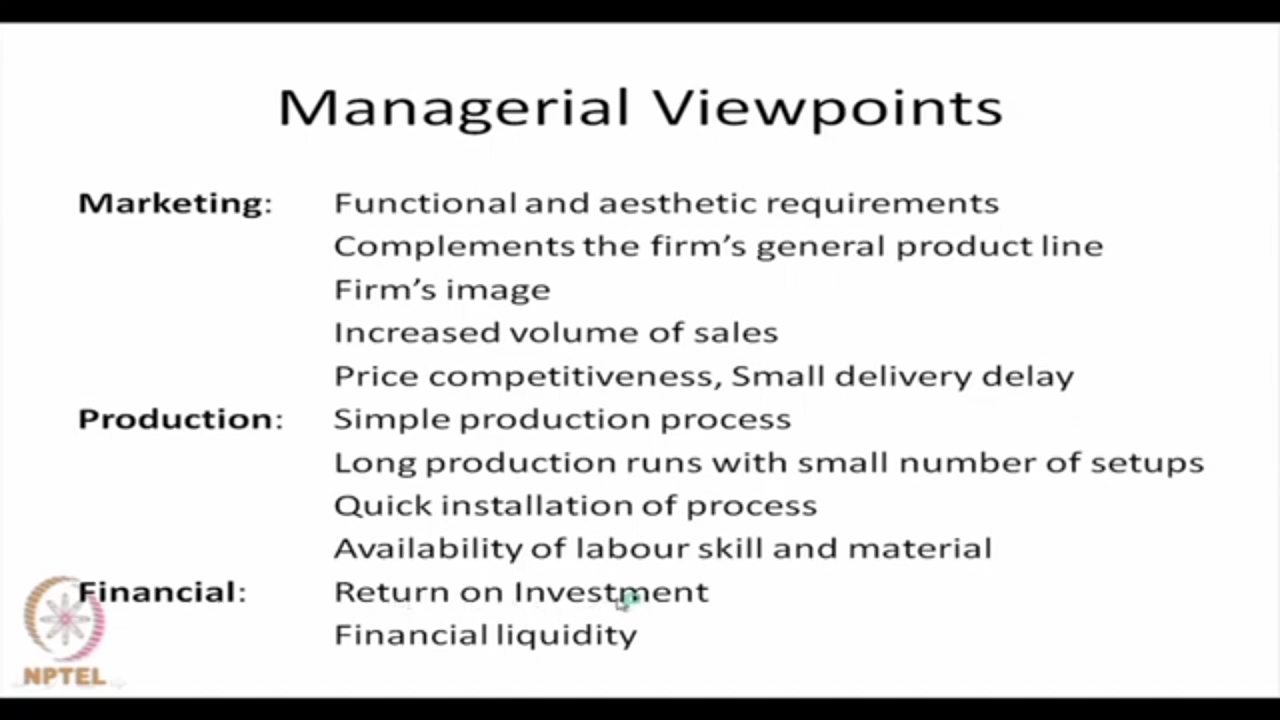 Managerial Viewpoints
Marketing: Functional and aesthetic requirements
Complements the firm's general product line
Firm's image
Increased volume of sales
Price competitiveness, Small delivery delay
Production: Simple production process
Long production runs with small number of setups
Quick installation of process
Availability of labour skill and material
Financial: Return on Investment
Financial liquidity
NPTEL